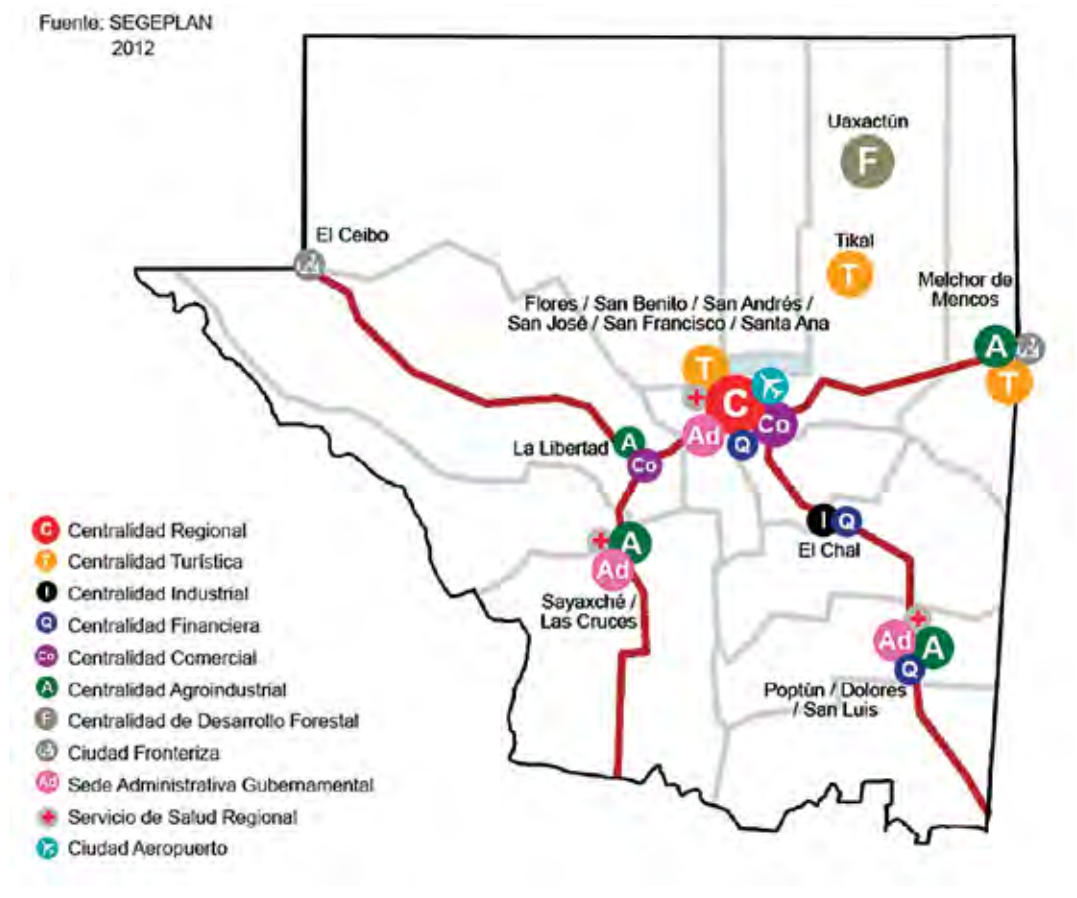 Fuente: SEGEPLAN
2012
Uaxactún
F
El Ceibo
Tikal
T
Melchor de
Mencos
A
T
Flores / San Benito / San Andrés /
San José / San Francisco / Santa Ana
T
C
Co
Ad
Q
La Libertad
A
Co
I
Q
El Chal
A
Ad
Sayaxché /
Las Cruces
Ad
A
Q
Poptún / Dolores
/ San Luis
C Centralidad Regional
T Centralidad Turística
I Centralidad Industrial
Q Centralidad Financiera
Co Centralidad Comercial
A Centralidad Agroindustrial
F Centralidad de Desarrollo Forestal
Ciudad Fronteriza
Ad Sede Administrativa Gubernamental
Servicio de Salud Regional
Ciudad Aeropuerto